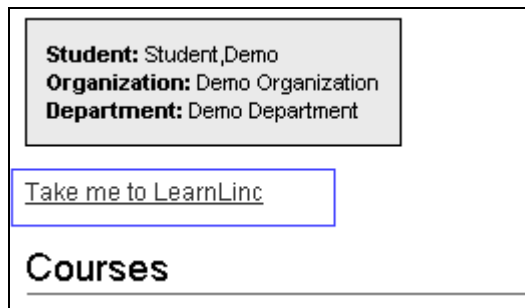 Student: Student,Demo
Organization: Demo Organization
Department: Demo Department
Take me to LearnLinc
Courses